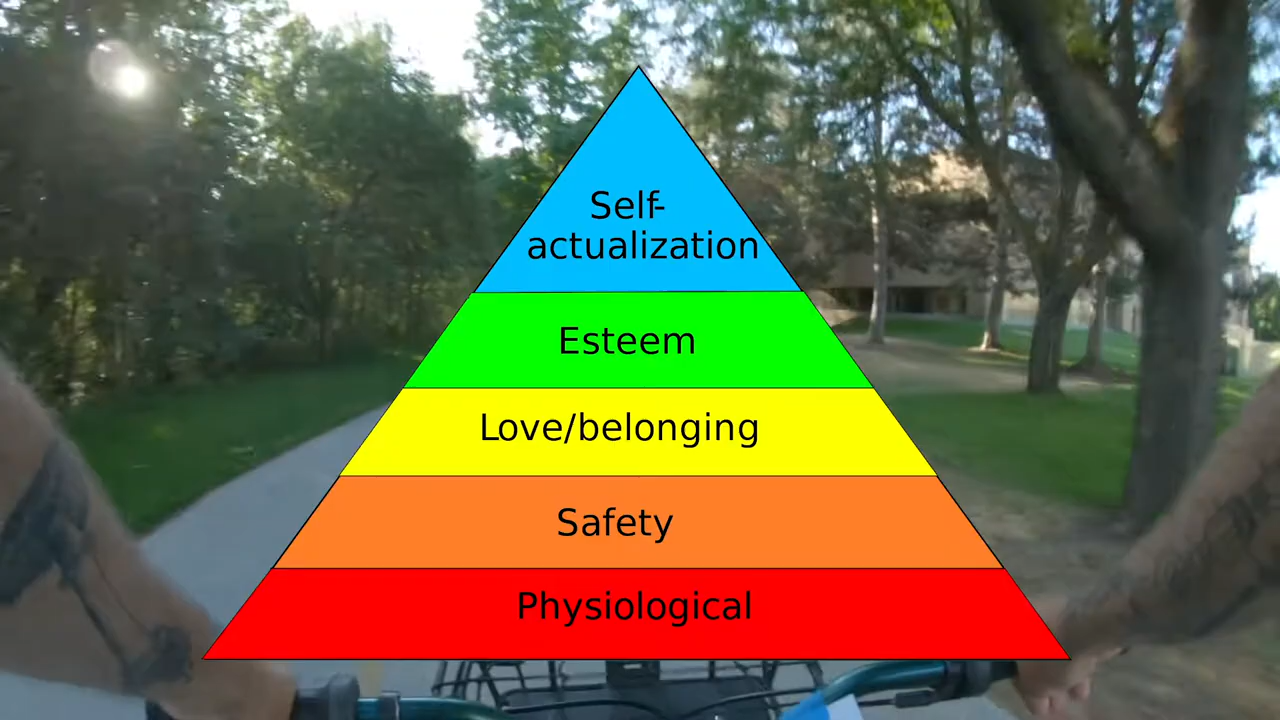 Self-
actualization
Esteem
Love/belonging
Safety
Physiological